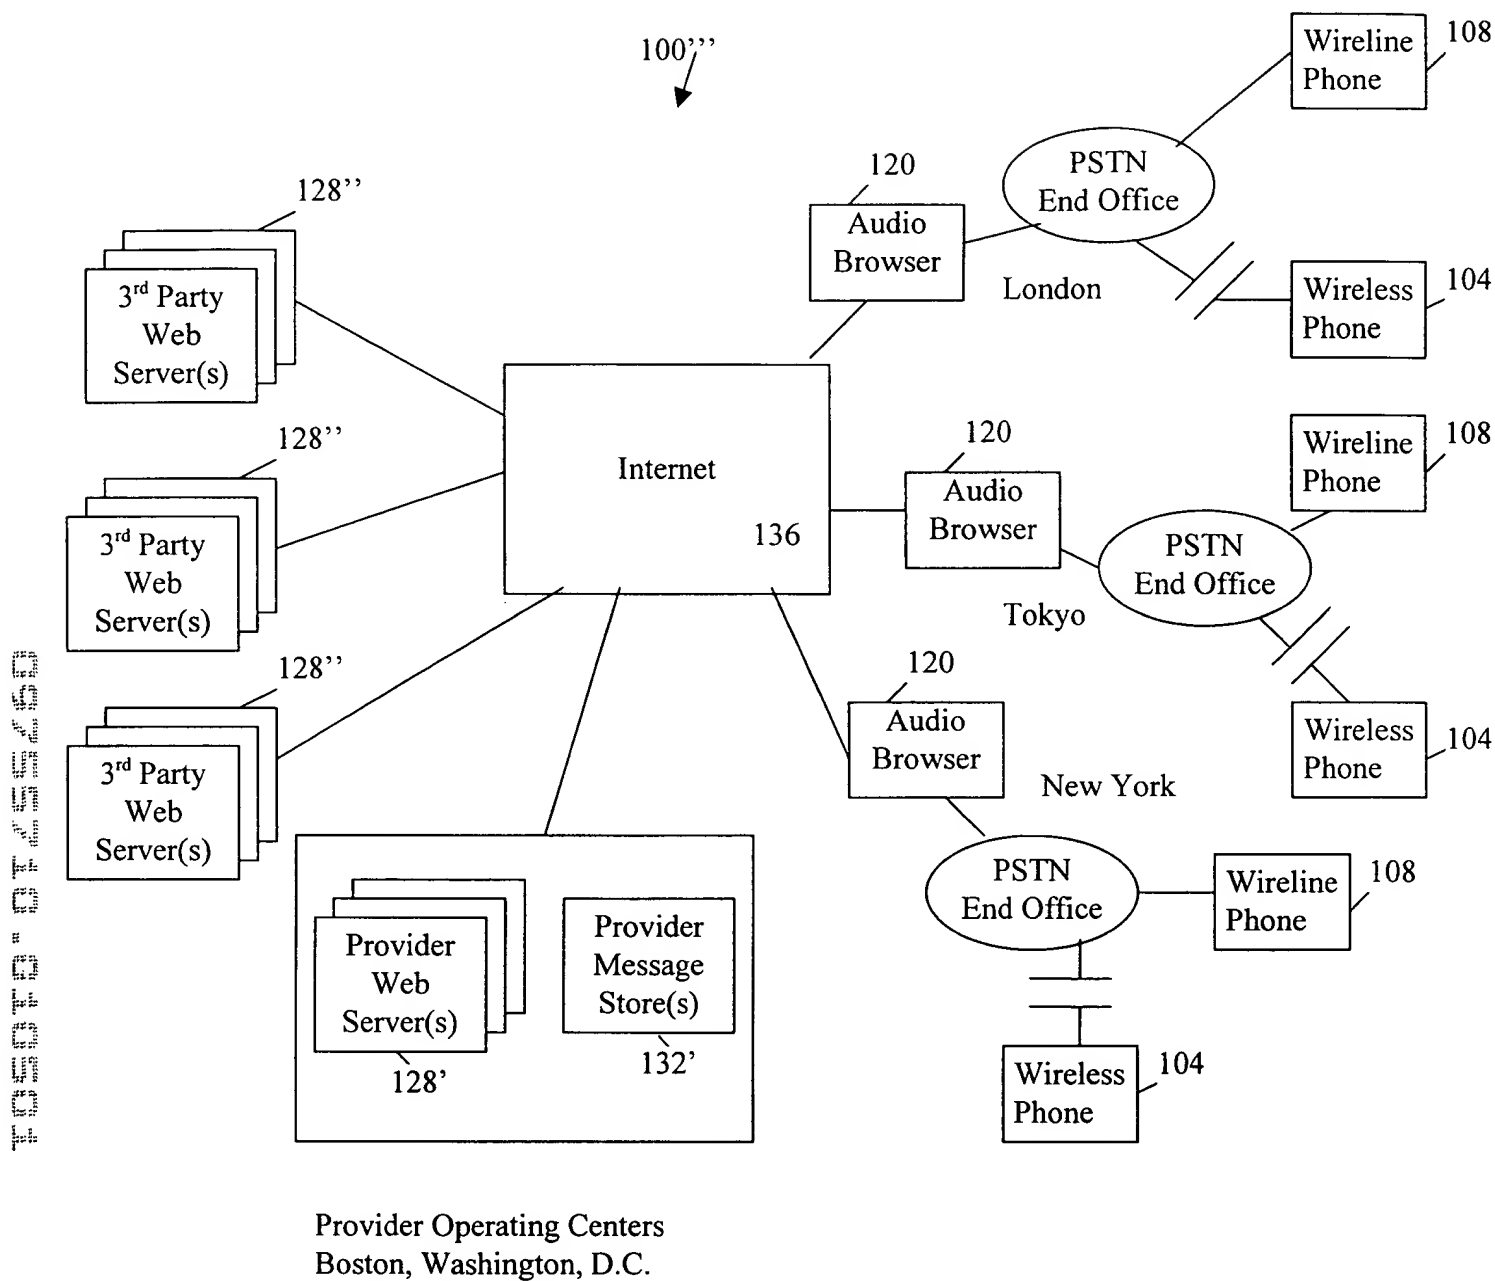 100'''
Wireline
Phone
108
PSTN
End Office
120
Audio
Browser
London
Wireless
Phone
104
128''
3rd Party
Web
Server(s)
128''
3rd Party
Web
Server(s)
128''
3rd Party
Web
Server(s)
Internet
136
120
Audio
Browser
Tokyo
PSTN
End Office
Wireline
Phone
108
Wireless
Phone
104
120
Audio
Browser
New York
PSTN
End Office
Wireline
Phone
108
Wireless
Phone
104
Provider
Web
Server(s)
128'
Provider
Message
Store(s)
132'
Provider Operating Centers
Boston, Washington, D.C.